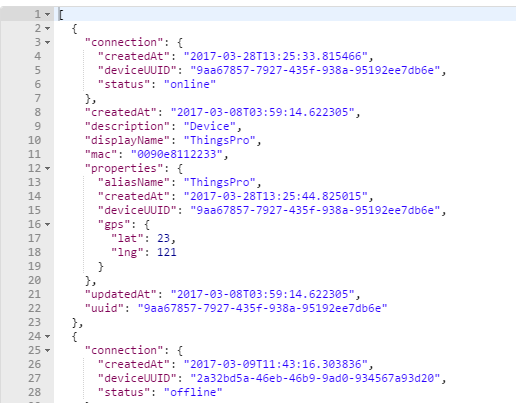 1 [
2 {
3 "connection": {
4 "createdAt": "2017-03-28T13:25:33.815466",
5 "deviceUUID": "9aa67857-7927-435f-938a-95192ee7db6e",
6 "status": "online"
7 },
8 "createdAt": "2017-03-08T03:59:14.622305",
9 "description": "Device",
10 "displayName": "ThingsPro",
11 "mac": "0090e8112233",
12 "properties": {
13 "aliasName": "ThingsPro",
14 "createdAt": "2017-03-28T13:25:44.825015",
15 "deviceUUID": "9aa67857-7927-435f-938a-95192ee7db6e",
16 "gps": {
17 "lat": 23,
18 "lng": 121
19 }
20 },
21 "updatedAt": "2017-03-08T03:59:14.622305",
22 "uuid": "9aa67857-7927-435f-938a-95192ee7db6e"
23 },
24 {
25 "connection": {
26 "createdAt": "2017-03-09T11:43:16.303836",
27 "deviceUUID": "2a32bd5a-46eb-46b9-9ad0-934567a93d20",
28 "status": "offline"